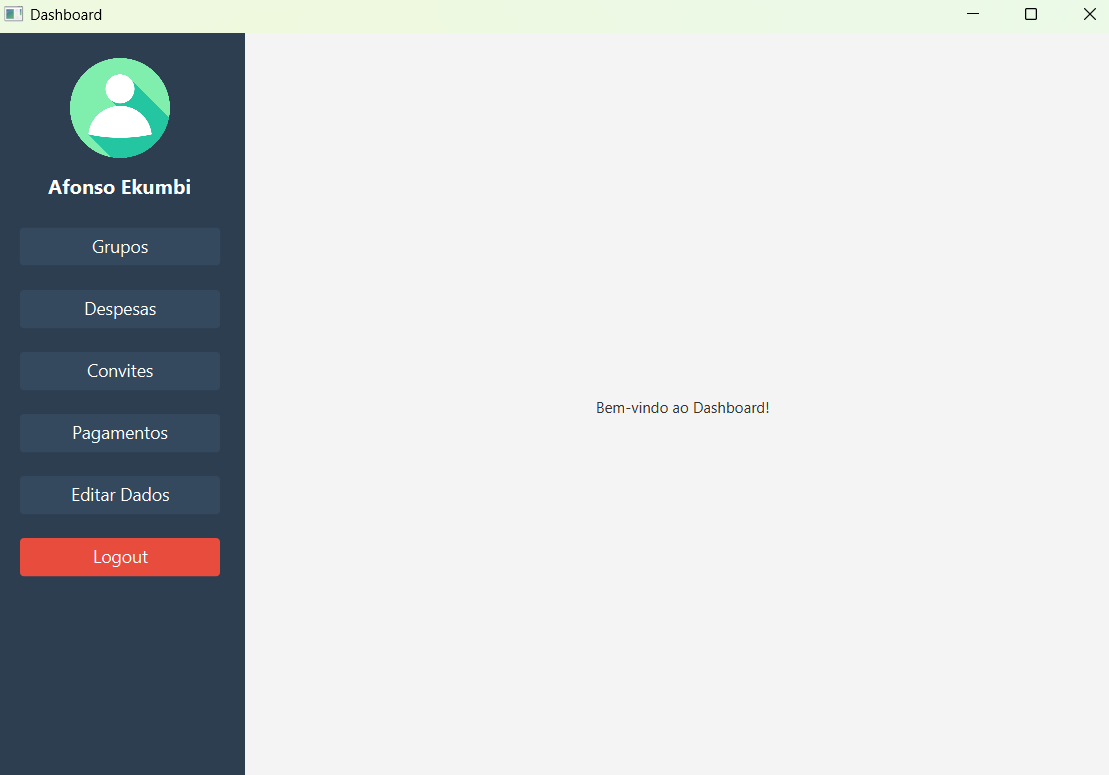 Dashboard
Afonso Ekumbi
Grupos
Despesas
Convites
Pagamentos
Editar Dados
Logout
Bem-vindo ao Dashboard!